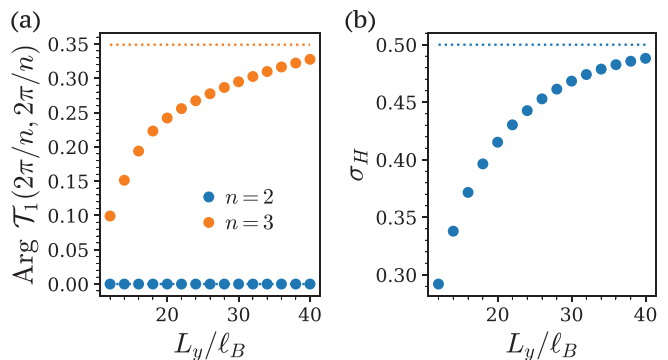 (a)
Arg 𝒯₁(2π/n, 2π/n)
0.35
0.30
0.25
0.20
0.15
0.10
0.05
0.00
n = 2
n = 3
20
30
40
L_y/ℓ_B
(b)
σ_H
0.50
0.45
0.40
0.35
0.30
20
30
40
L_y/ℓ_B